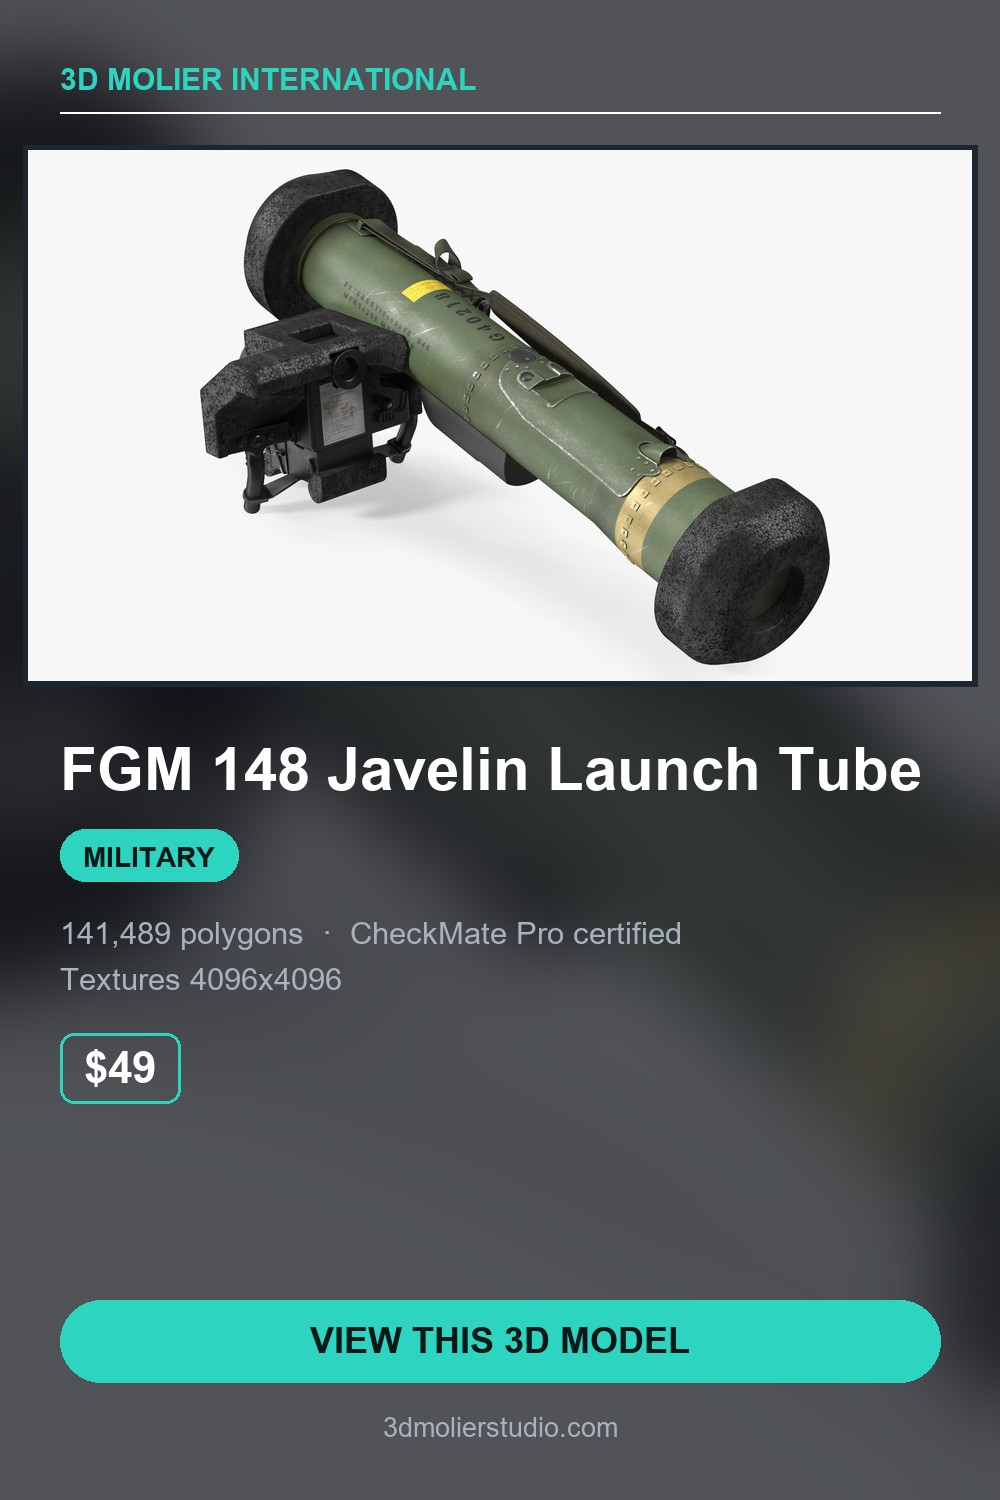 3D MOLIER INTERNATIONAL
G40218
FGM 148 Javelin Launch Tube
MILITARY
141,489 polygons · CheckMate Pro certified
Textures 4096x4096
$49
VIEW THIS 3D MODEL
3dmolierstudio.com